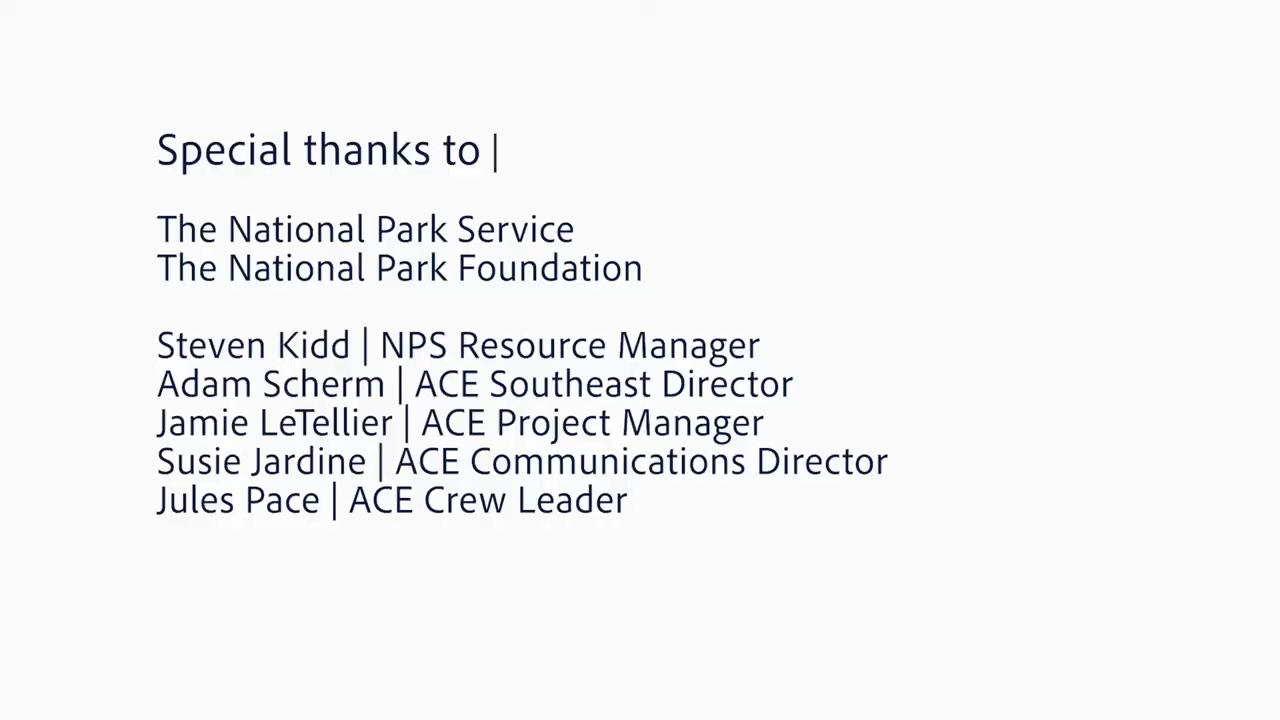 Special thanks to |
The National Park Service
The National Park Foundation
Steven Kidd | NPS Resource Manager
Adam Scherm | ACE Southeast Director
Jamie LeTellier | ACE Project Manager
Susie Jardine | ACE Communications Director
Jules Pace | ACE Crew Leader